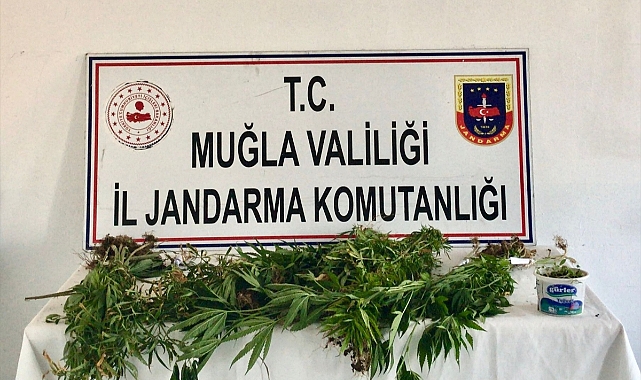 T.C.
MUĞLA VALİLİĞİ
İL JANDARMA KOMUTANLIĞI
JANDARMA
gürler